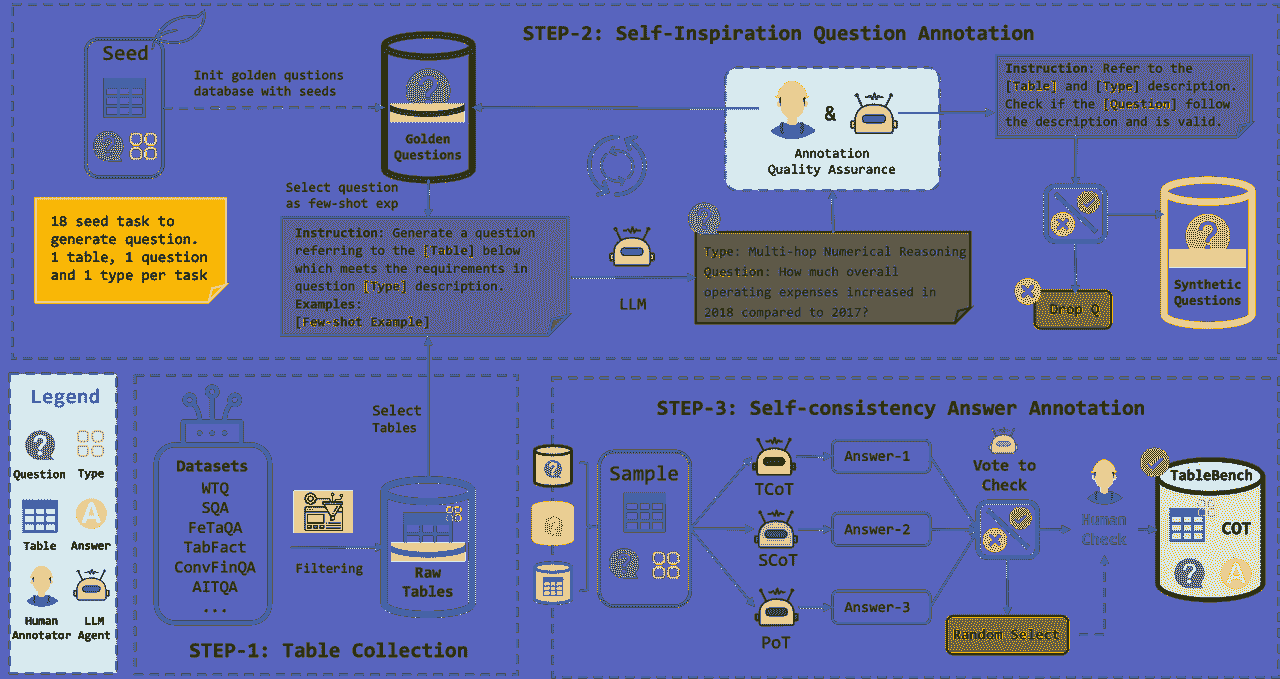 STEP-2: Self-Inspiration Question Annotation
Seed
Init golden qustions
database with seeds
Golden
Questions
&
Annotation
Quality Assurance
Instruction: Refer to the
[Table] and [Type] description.
Check if the [Question] follow
the description and is valid.
Select question
as few-shot exp
18 seed task to
generate question.
1 table, 1 question
and 1 type per task
Instruction: Generate a question
referring to the [Table] below
which meets the requirements in
question [Type] description.
Examples:
[Few-shot Example]
LLM
Type: Multi-hop Numerical Reasoning
Question: How much overall
operating expenses increased in
2018 compared to 2017?
Drop Q
Synthetic
Questions
Legend
Question
Type
Table
Answer
A
Human
Annotator
LLM
Agent
Datasets
WTQ
SQA
FeTaQA
TabFact
ConvFinQA
AITQA
...
Filtering
Select
Tables
Raw
Tables
STEP-1: Table Collection
STEP-3: Self-consistency Answer Annotation
Sample
TCoT
SCoT
PoT
Answer-1
Answer-2
Answer-3
Vote to
Check
Random Select
Human
Check
TableBench
COT
A